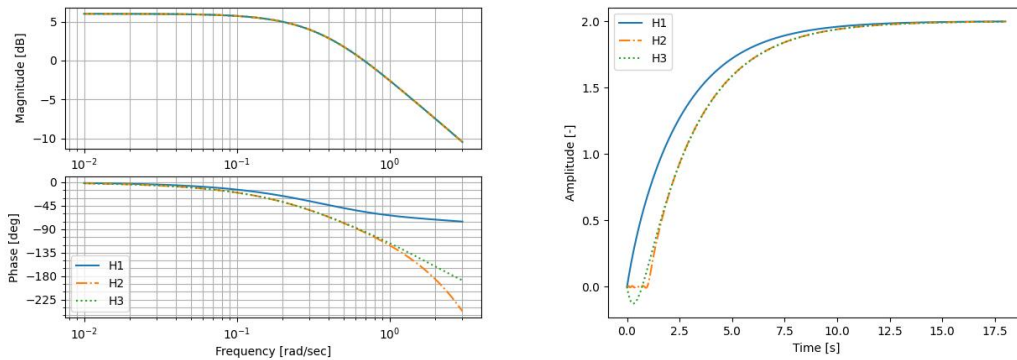 Magnitude [dB]
5
0
−5
−10
10⁻²
10⁻¹
10⁰
Phase [deg]
0
−45
−90
−135
−180
−225
H1
H2
H3
10⁻²
10⁻¹
10⁰
Frequency [rad/sec]
Amplitude [-]
2.0
1.5
1.0
0.5
0.0
H1
H2
H3
0.0
2.5
5.0
7.5
10.0
12.5
15.0
17.5
Time [s]